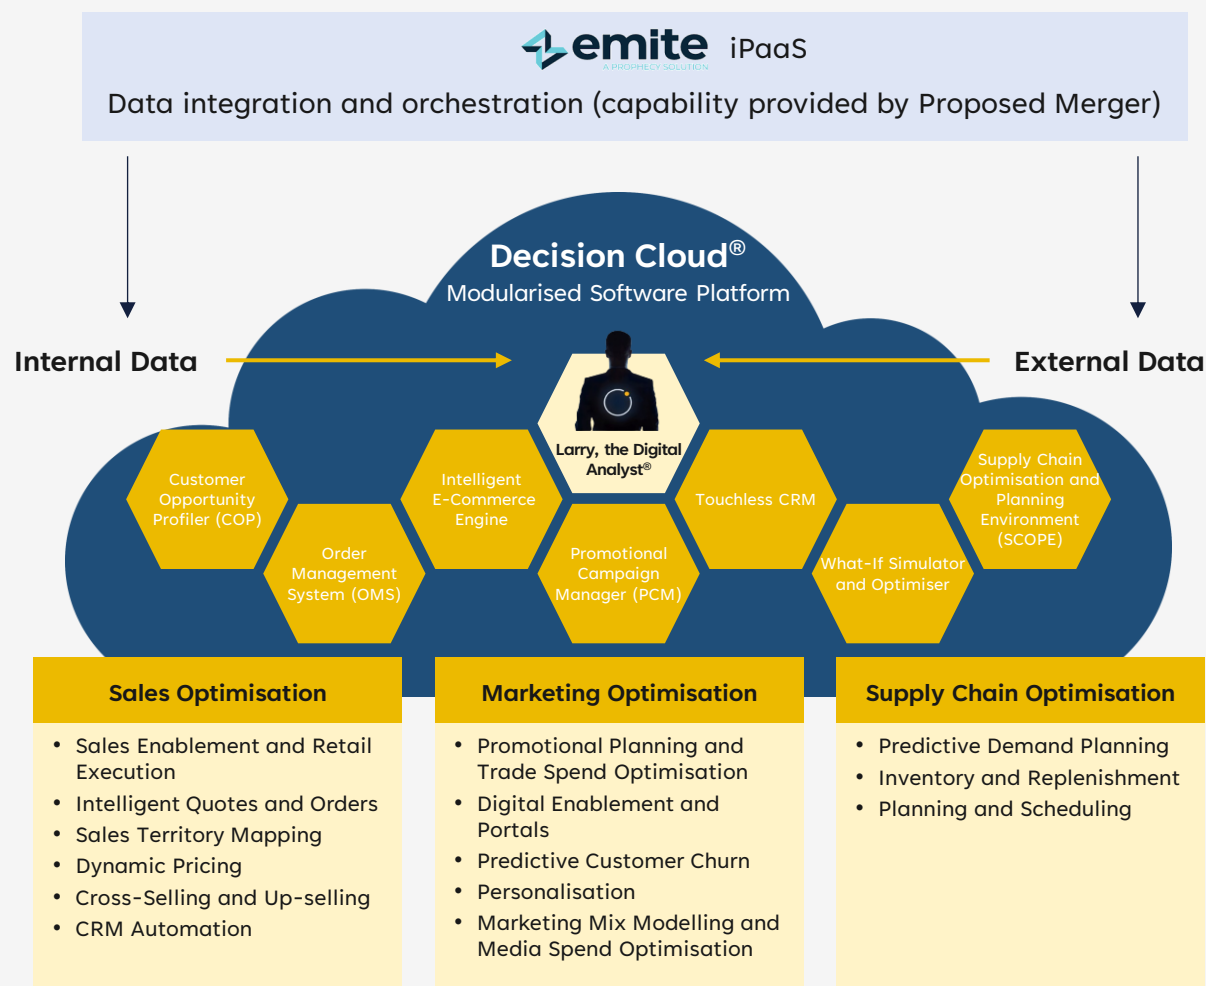 emite iPaaS
A PROPHECY SOLUTION
Data integration and orchestration (capability provided by Proposed Merger)
Decision Cloud®
Modularised Software Platform
Internal Data
External Data
Larry, the Digital
Analyst®
Customer
Opportunity
Profiler (COP)
Order
Management
System (OMS)
Intelligent
E-Commerce
Engine
Promotional
Campaign
Manager (PCM)
Touchless CRM
What-If Simulator
and Optimiser
Supply Chain
Optimisation and
Planning
Environment
(SCOPE)
Sales Optimisation
• Sales Enablement and Retail
Execution
• Intelligent Quotes and Orders
• Sales Territory Mapping
• Dynamic Pricing
• Cross-Selling and Up-selling
• CRM Automation
Marketing Optimisation
• Promotional Planning and
Trade Spend Optimisation
• Digital Enablement and
Portals
• Predictive Customer Churn
• Personalisation
• Marketing Mix Modelling and
Media Spend Optimisation
Supply Chain Optimisation
• Predictive Demand Planning
• Inventory and Replenishment
• Planning and Scheduling